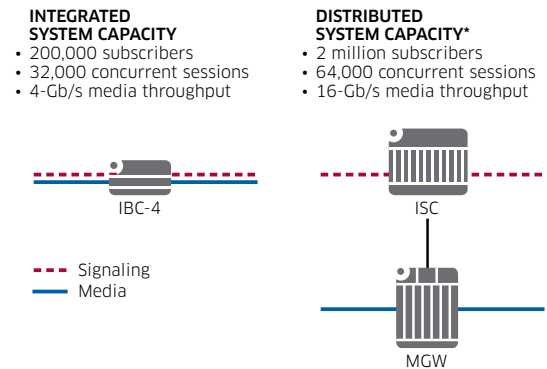 INTEGRATED
SYSTEM CAPACITY
• 200,000 subscribers
• 32,000 concurrent sessions
• 4-Gb/s media throughput
IBC-4
Signaling
Media
DISTRIBUTED
SYSTEM CAPACITY*
• 2 million subscribers
• 64,000 concurrent sessions
• 16-Gb/s media throughput
ISC
MGW